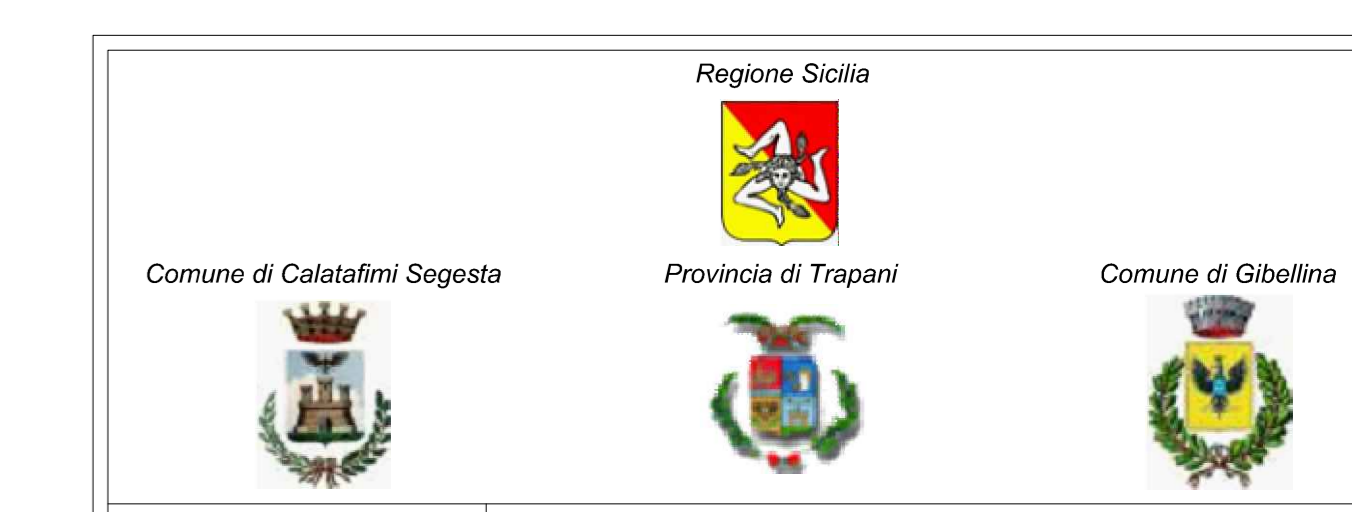 Regione Sicilia
Comune di Calatafimi Segesta
Provincia di Trapani
Comune di Gibellina